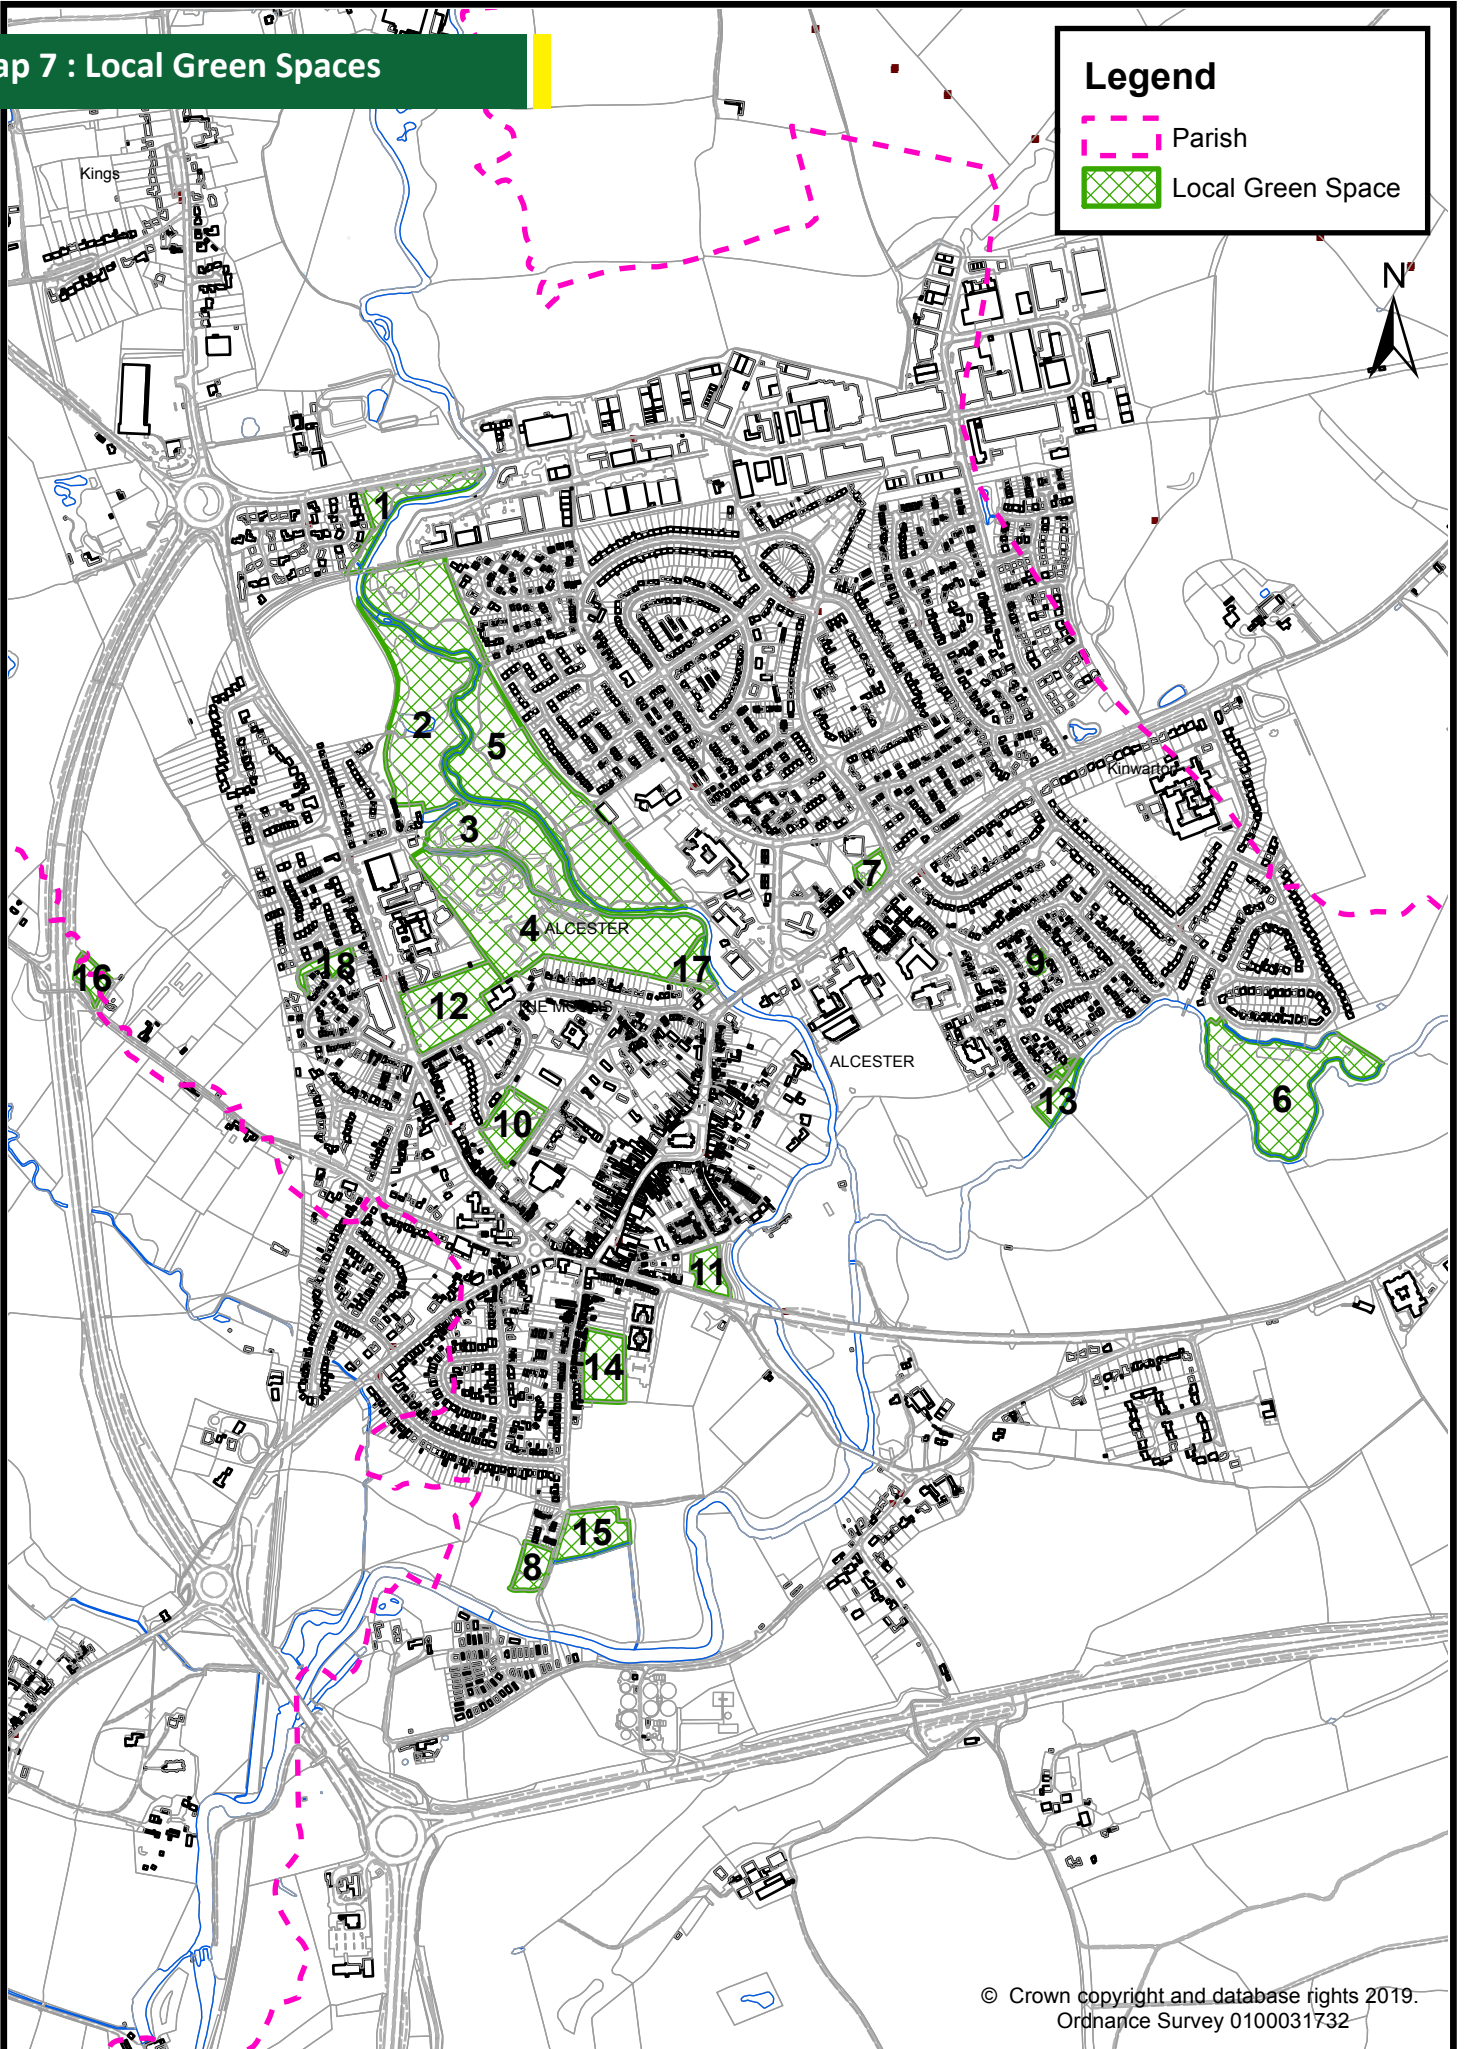 ap 7 : Local Green Spaces
Legend
Parish
Local Green Space
Kings
N
1
2
5
3
Kinwarton
7
4
ALCESTER
17
18
9
16
12
THE MOORS
ALCESTER
13
6
10
11
14
15
8
© Crown copyright and database rights 2019.
Ordnance Survey 0100031732